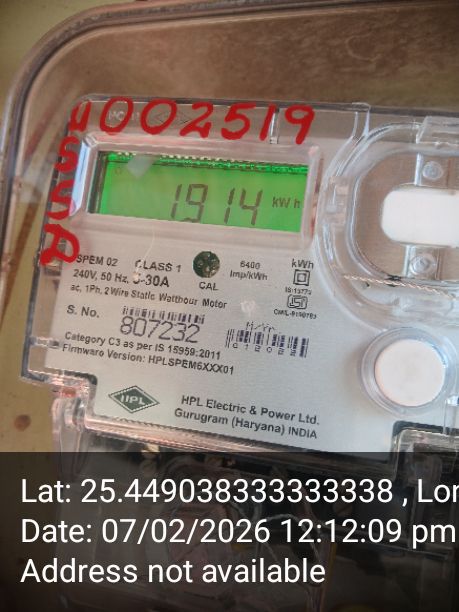 1002519
1914 kWh
SPEM 02 CLASS 1
240V, 50 Hz, 5-30A
ac, 1Ph, 2 Wire Static Watthour Motor
CAL
6400
imp/kWh
kWh
IS:15779
S. No.
807232
M/Yr.
Category C3 as per IS 15959:2011
Firmware Version: HPLSPEM6XXX01
HPL
HPL Electric & Power Ltd.
Gurugram (Haryana) INDIA
Lat: 25.449038333333338 , Lon
Date: 07/02/2026 12:12:09 pm
Address not available